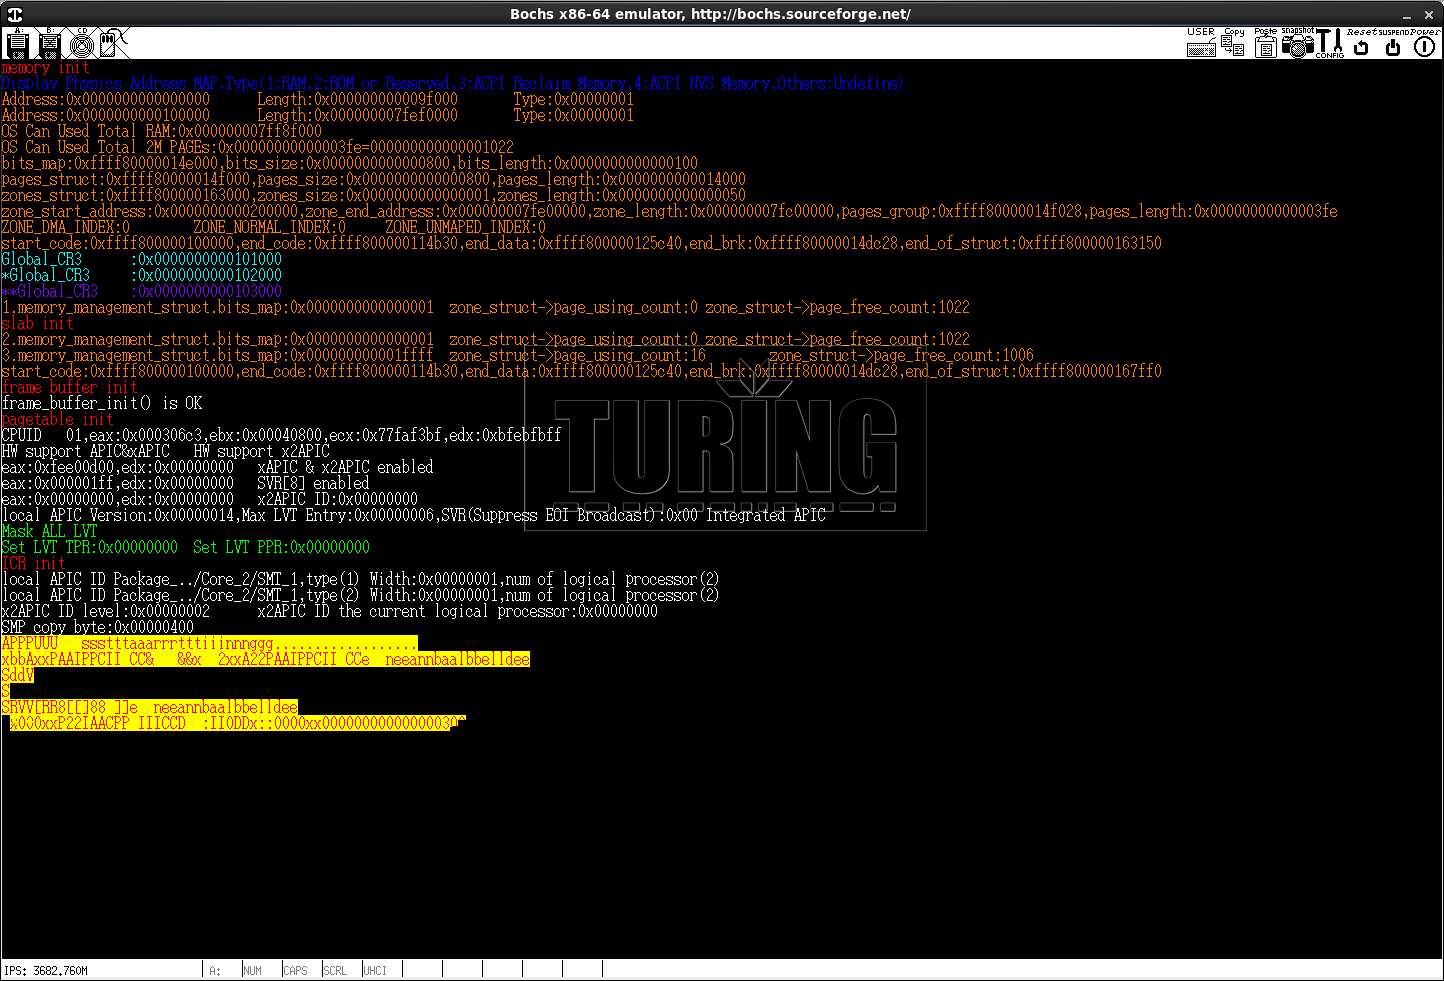 Bochs x86-64 emulator, http://bochs.sourceforge.net/
A: B: CD USER Copy Paste snapshot CONFIG Reset SUSPEND Power
memory init
Display Physics Address MAP,Type(1:RAM,2:ROM or Reserved,3:ACPI Reclaim Memory,4:ACPI NVS Memory,Others:Undefine)
Address:0x0000000000000000 Length:0x000000000009f000 Type:0x00000001
Address:0x0000000000100000 Length:0x000000007fef0000 Type:0x00000001
OS Can Used Total RAM:0x000000007ff8f000
OS Can Used Total 2M PAGEs:0x00000000000003fe=000000000000001022
bits_map:0xffff80000014e000,bits_size:0x0000000000000800,bits_length:0x0000000000000100
pages_struct:0xffff80000014f000,pages_size:0x0000000000000800,pages_length:0x0000000000014000
zones_struct:0xffff800000163000,zones_size:0x0000000000000001,zones_length:0x0000000000000050
zone_start_address:0x0000000000200000,zone_end_address:0x000000007fe00000,zone_length:0x000000007fc00000,pages_group:0xffff80000014f028,pages_length:0x00000000000003fe
ZONE_DMA_INDEX:0 ZONE_NORMAL_INDEX:0 ZONE_UNMAPED_INDEX:0
start_code:0xffff800000100000,end_code:0xffff800000114b30,end_data:0xffff800000125c40,end_brk:0xffff80000014dc28,end_of_struct:0xffff800000163150
Global_CR3 :0x0000000000101000
*Global_CR3 :0x0000000000102000
**Global_CR3 :0x0000000000103000
1.memory_management_struct.bits_map:0x0000000000000001 zone_struct->page_using_count:0 zone_struct->page_free_count:1022
slab init
2.memory_management_struct.bits_map:0x0000000000000001 zone_struct->page_using_count:0 zone_struct->page_free_count:1022
3.memory_management_struct.bits_map:0x000000000001ffff zone_struct->page_using_count:16 zone_struct->page_free_count:1006
start_code:0xffff800000100000,end_code:0xffff800000114b30,end_data:0xffff800000125c40,end_brk:0xffff80000014dc28,end_of_struct:0xffff800000167ff0
frame buffer init
frame_buffer_init() is OK
pagetable init
CPUID 01,eax:0x000306c3,ebx:0x00040800,ecx:0x77faf3bf,edx:0xbfebfbff
HW support APIC&xAPIC HW support x2APIC
eax:0xfee00d00,edx:0x00000000 xAPIC & x2APIC enabled
eax:0x000001ff,edx:0x00000000 SVR[8] enabled
eax:0x00000000,edx:0x00000000 x2APIC ID:0x00000000
local APIC Version:0x00000014,Max LVT Entry:0x00000006,SVR(Suppress EOI Broadcast):0x00 Integrated APIC
TURING
Mask ALL LVT
Set LVT TPR:0x00000000 Set LVT PPR:0x00000000
ICR init
local APIC ID Package_../Core_2/SMT_1,type(1) Width:0x00000001,num of logical processor(2)
local APIC ID Package_../Core_2/SMT_1,type(2) Width:0x00000001,num of logical processor(2)
x2APIC ID level:0x00000002 x2APIC ID the current logical processor:0x00000000
SMP copy byte:0x00000400
APPPUUU ssstttaaarrrtttiiinnnggg..................
xbbAxxPAAIPPCII CC& &&x 2xxA22PAAIPPCII CCe neeannbaalbbelldee
SddV
S
SRVV[RR8[[]88 ]]e neeannbaalbbelldee
IPS: 3682.760M A: NUM CAPS SCRL UHCI